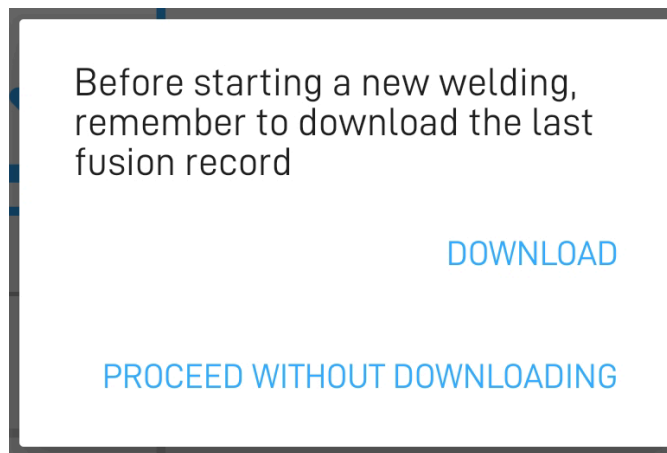 Before starting a new welding,
remember to download the last
fusion record
DOWNLOAD
PROCEED WITHOUT DOWNLOADING